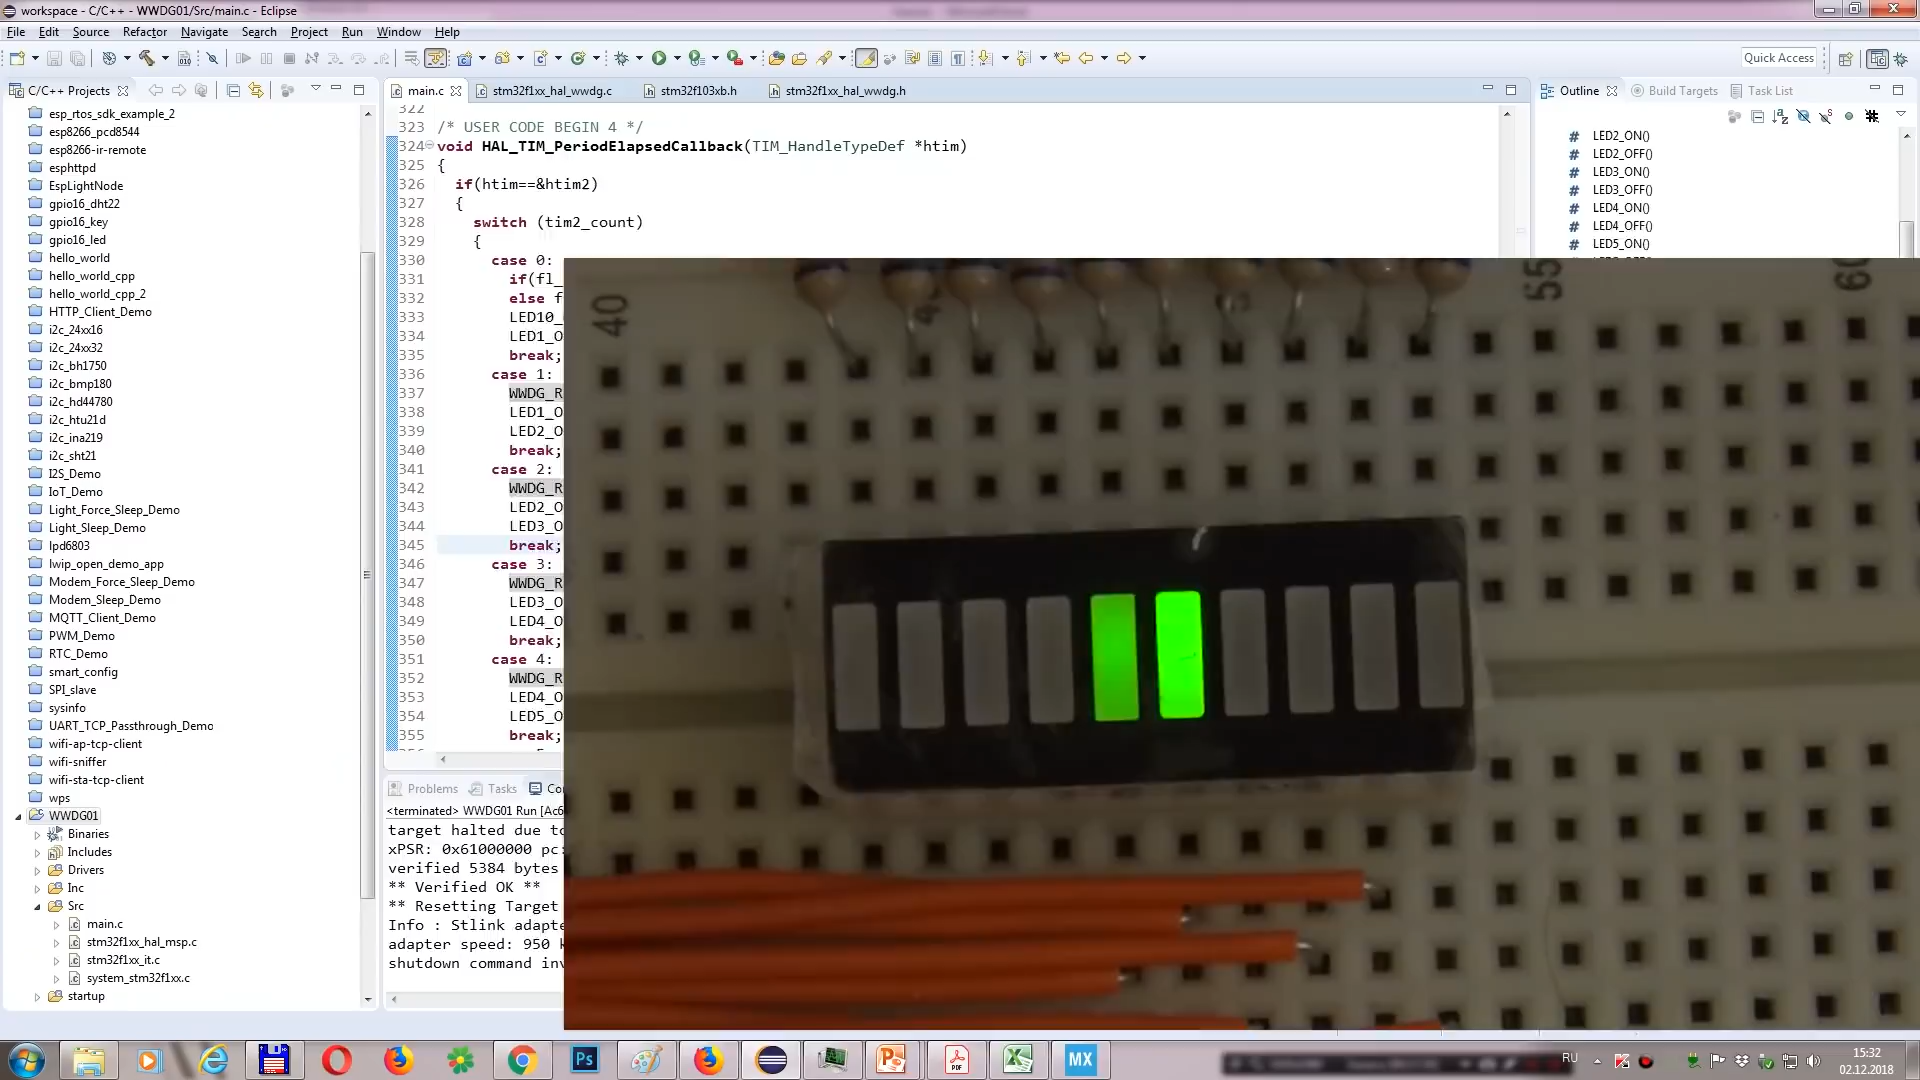 workspace - C/C++ - WWDG01/Src/main.c - Eclipse
File Edit Source Refactor Navigate Search Project Run Window Help
Quick Access
C/C++ Projects
esp_rtos_sdk_example_2
esp8266_pcd8544
esp8266-ir-remote
esphttpd
EspLightNode
gpio16_dht22
gpio16_key
gpio16_led
hello_world
hello_world_cpp
hello_world_cpp_2
HTTP_Client_Demo
i2c_24xx16
i2c_24xx32
i2c_bh1750
i2c_bmp180
i2c_hd44780
i2c_htu21d
i2c_ina219
i2c_sht21
I2S_Demo
IoT_Demo
Light_Force_Sleep_Demo
Light_Sleep_Demo
lpd6803
lwip_open_demo_app
Modem_Force_Sleep_Demo
Modem_Sleep_Demo
MQTT_Client_Demo
PWM_Demo
RTC_Demo
smart_config
SPI_slave
sysinfo
UART_TCP_Passthrough_Demo
wifi-ap-tcp-client
wifi-sniffer
wifi-sta-tcp-client
wps
WWDG01
Binaries
Includes
Drivers
Inc
Src
main.c
stm32f1xx_hal_msp.c
stm32f1xx_it.c
system_stm32f1xx.c
startup
main.c stm32f1xx_hal_wwdg.c stm32f103xb.h stm32f1xx_hal_wwdg.h
322
323 /* USER CODE BEGIN 4 */
324 void HAL_TIM_PeriodElapsedCallback(TIM_HandleTypeDef *htim)
325 {
326 if(htim==&htim2)
327 {
328 switch (tim2_count)
329 {
330 case 0:
331 if(fl_
332 else f
333 LED10_
334 LED1_O
335 break;
336 case 1:
337 WWDG_R
338 LED1_O
339 LED2_O
340 break;
341 case 2:
342 WWDG_R
343 LED2_O
344 LED3_O
345 break;
346 case 3:
347 WWDG_R
348 LED3_O
349 LED4_O
350 break;
351 case 4:
352 WWDG_R
353 LED4_O
354 LED5_O
355 break;
Problems Tasks Co
<terminated> WWDG01 Run [Ac6
target halted due to
xPSR: 0x61000000 pc:
verified 5384 bytes
** Verified OK **
** Resetting Target
Info : Stlink adapte
adapter speed: 950 k
shutdown command inv
Outline Build Targets Task List
# LED2_ON()
# LED2_OFF()
# LED3_ON()
# LED3_OFF()
# LED4_ON()
# LED4_OFF()
# LED5_ON()
40
55
60
Ps
MX
PDF
RU
15:32
02.12.2018